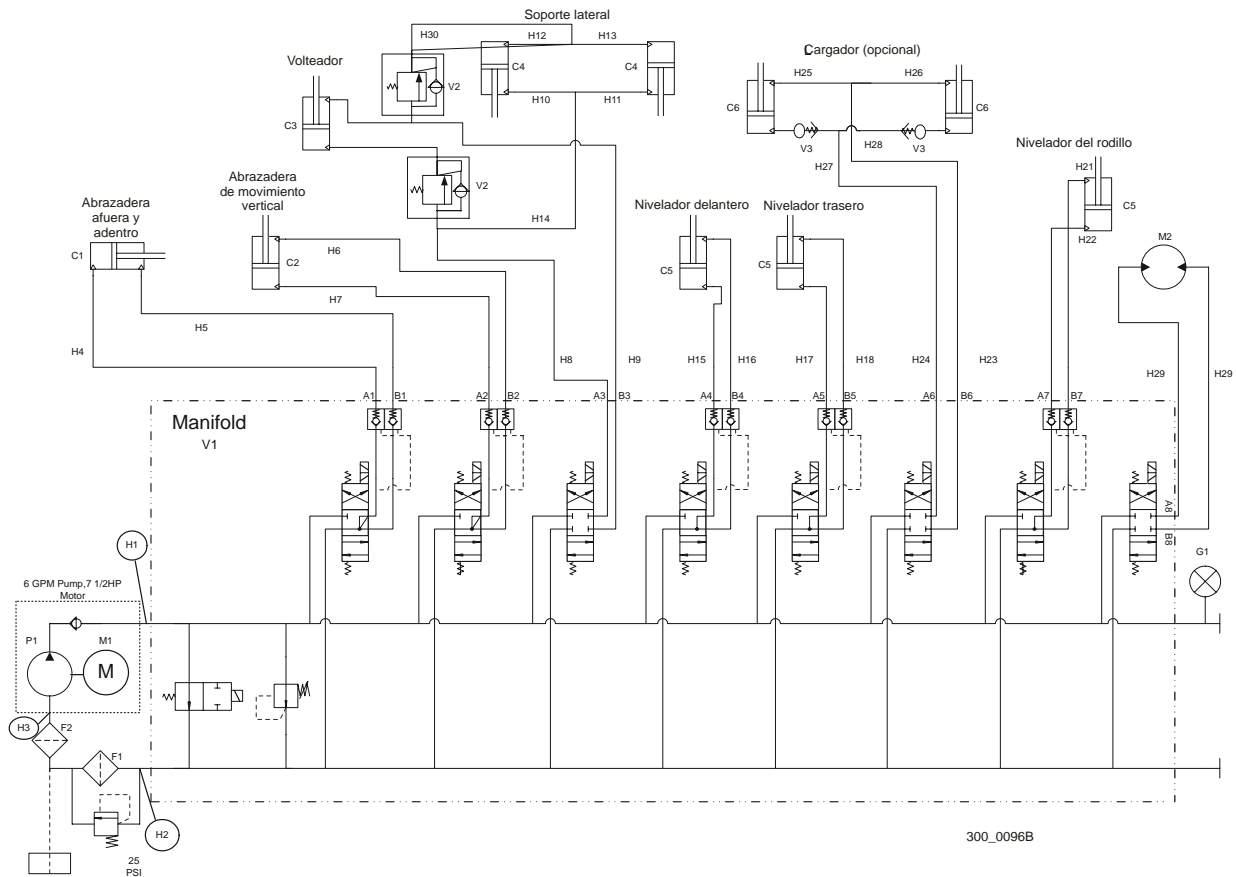 Soporte lateral
H30
H12
H13
Cargador (opcional)
Volteador
C4
C4
H25
H26
V2
H10
H11
C6
C6
C3
V3
H28
V3
H27
Nivelador del rodillo
H21
Abrazadera
de movimiento
vertical
V2
Abrazadera
afuera y
adentro
H14
Nivelador delantero
Nivelador trasero
C5
H22
M2
C1
H6
C2
C5
C5
H7
H5
H4
H8
H9
H15
H16
H17
H18
H24
H23
H29
H29
A1
B1
A2
B2
A3
B3
A4
B4
A5
B5
A6
B6
A7
B7
Manifold
V1
A8
B8
H1
G1
6 GPM Pump,7 1/2HP
Motor
P1
M1
M
H3
F2
F1
H2
300_0096B
25
PSI